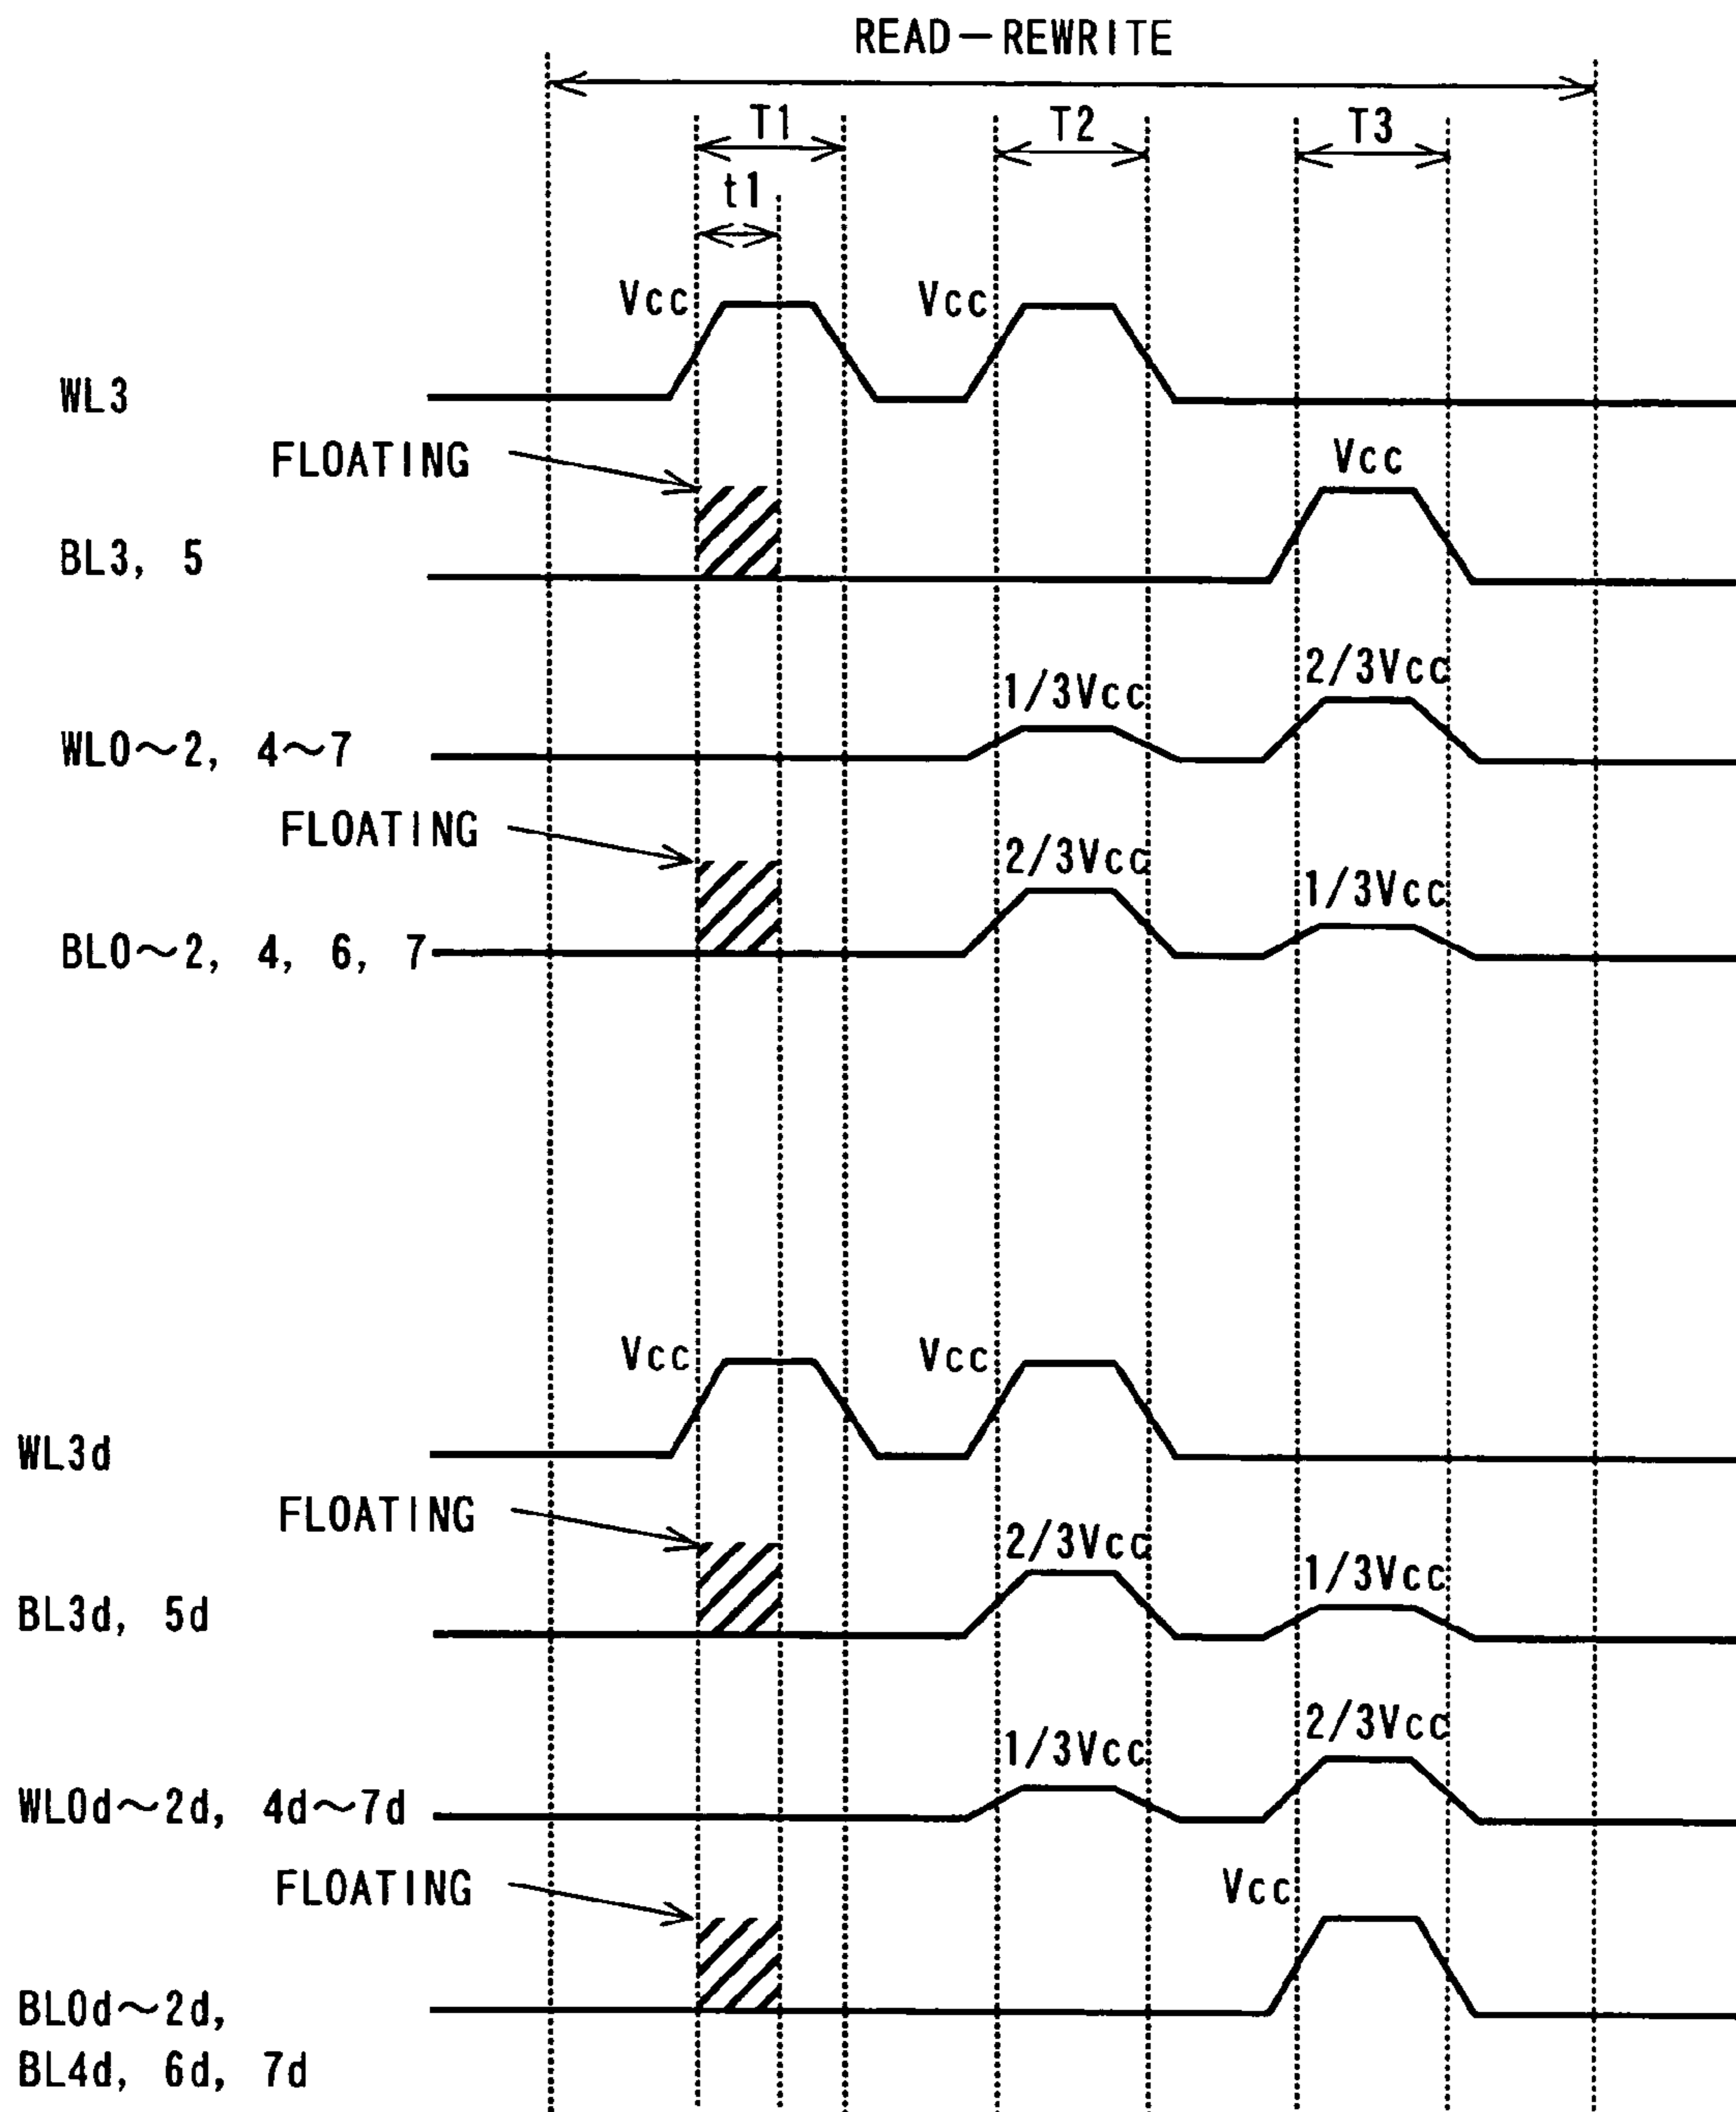 READ-REWRITE
T1 T2 T3
t1
Vcc Vcc
WL3
FLOATING Vcc
BL3, 5
1/3Vcc 2/3Vcc
WL0~2, 4~7
FLOATING 2/3Vcc 1/3Vcc
BL0~2, 4, 6, 7
Vcc Vcc
WL3d
FLOATING 2/3Vcc 1/3Vcc
BL3d, 5d
1/3Vcc 2/3Vcc
WL0d~2d, 4d~7d
FLOATING Vcc
BL0d~2d,
BL4d, 6d, 7d